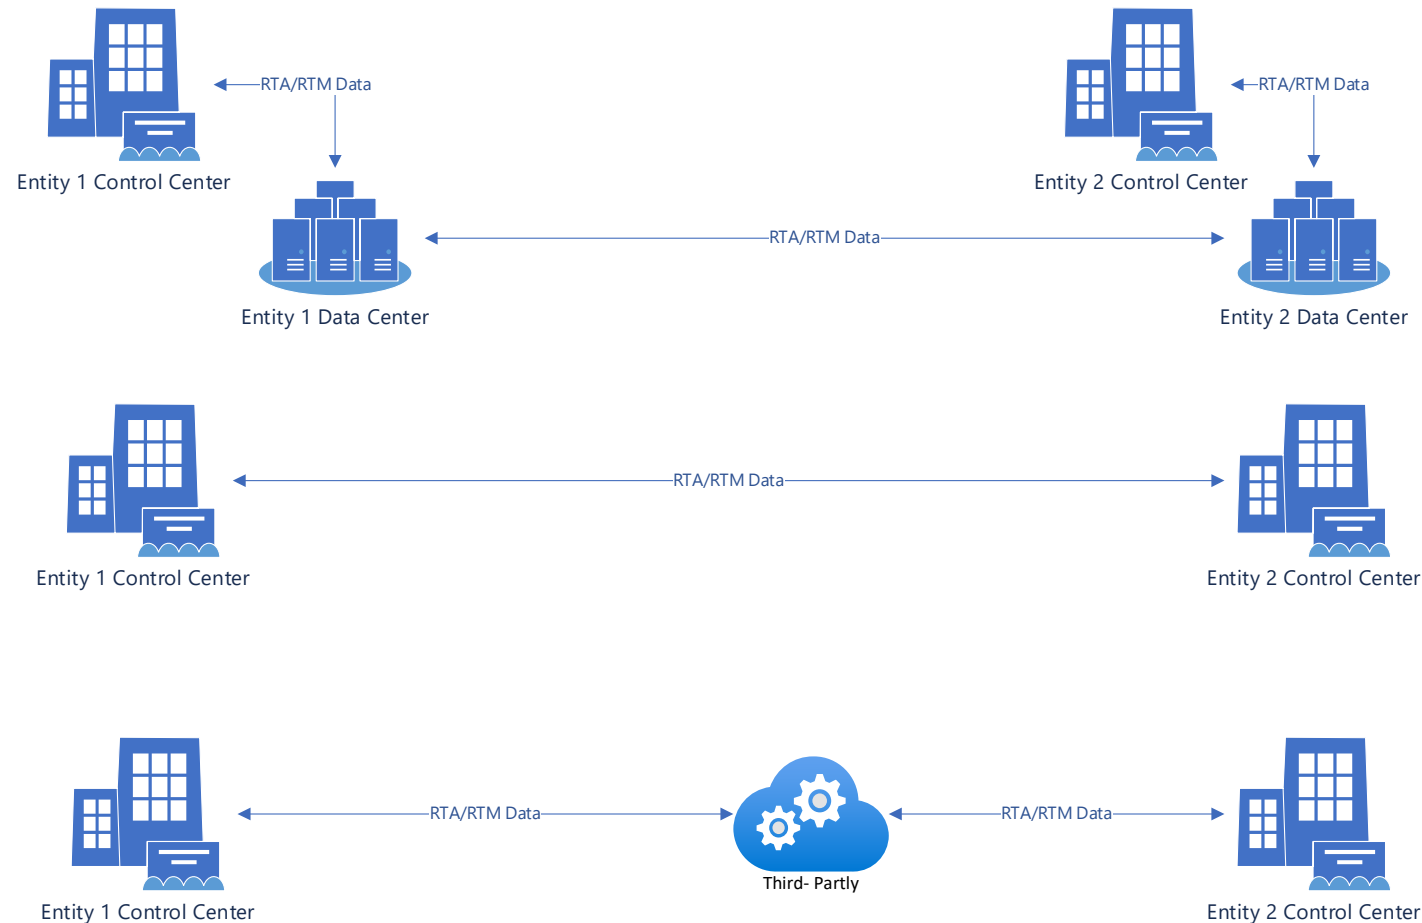 RTA/RTM Data
RTA/RTM Data
Entity 1 Control Center
Entity 2 Control Center
RTA/RTM Data
Entity 1 Data Center
Entity 2 Data Center
RTA/RTM Data
Entity 1 Control Center
Entity 2 Control Center
RTA/RTM Data
RTA/RTM Data
Third- Partly
Entity 1 Control Center
Entity 2 Control Center